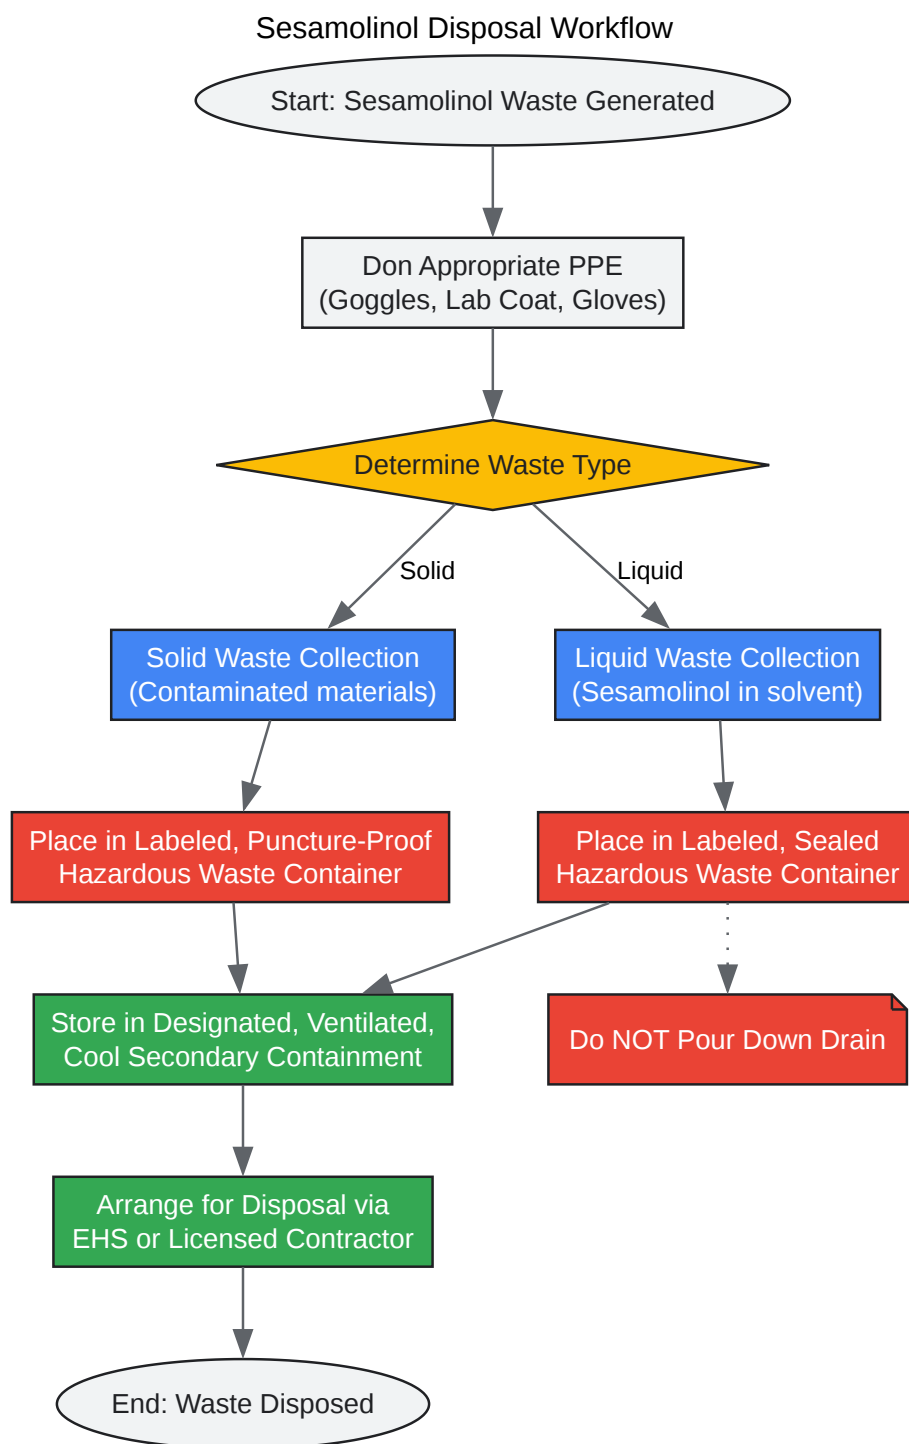 Sesamolinol Disposal Workflow
Start: Sesamolinol Waste Generated
Don Appropriate PPE
(Goggles, Lab Coat, Gloves)
Determine Waste Type
Solid
Liquid
Solid Waste Collection
(Contaminated materials)
Liquid Waste Collection
(Sesamolinol in solvent)
Place in Labeled, Puncture-Proof
Hazardous Waste Container
Place in Labeled, Sealed
Hazardous Waste Container
Store in Designated, Ventilated,
Cool Secondary Containment
Do NOT Pour Down Drain
Arrange for Disposal via
EHS or Licensed Contractor
End: Waste Disposed